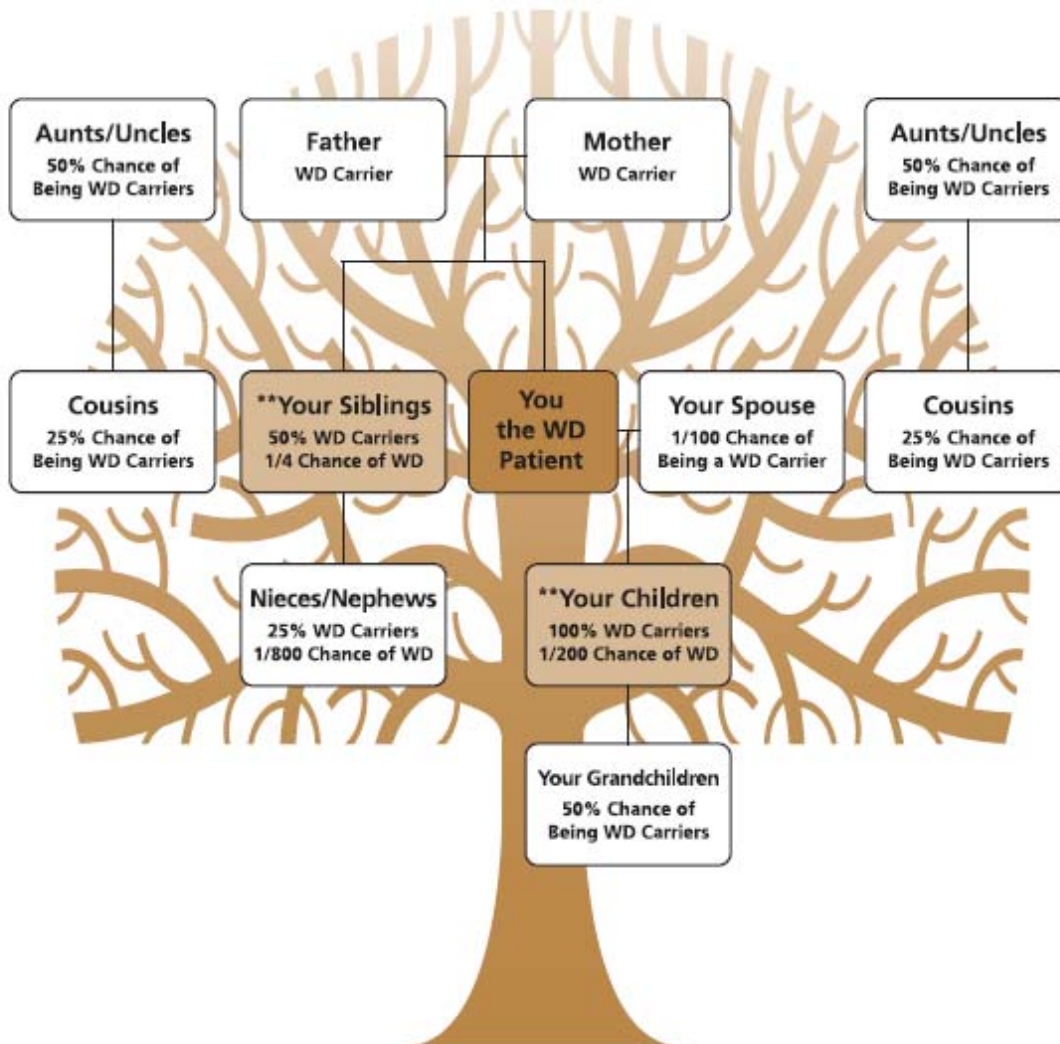 Aunts/Uncles
50% Chance of
Being WD Carriers
Father
WD Carrier
Mother
WD Carrier
Aunts/Uncles
50% Chance of
Being WD Carriers
Cousins
25% Chance of
Being WD Carriers
**Your Siblings
50% WD Carriers
1/4 Chance of WD
You
the WD
Patient
Your Spouse
1/100 Chance of
Being a WD Carrier
Cousins
25% Chance of
Being WD Carriers
Nieces/Nephews
25% WD Carriers
1/800 Chance of WD
**Your Children
100% WD Carriers
1/200 Chance of WD
Your Grandchildren
50% Chance of
Being WD Carriers